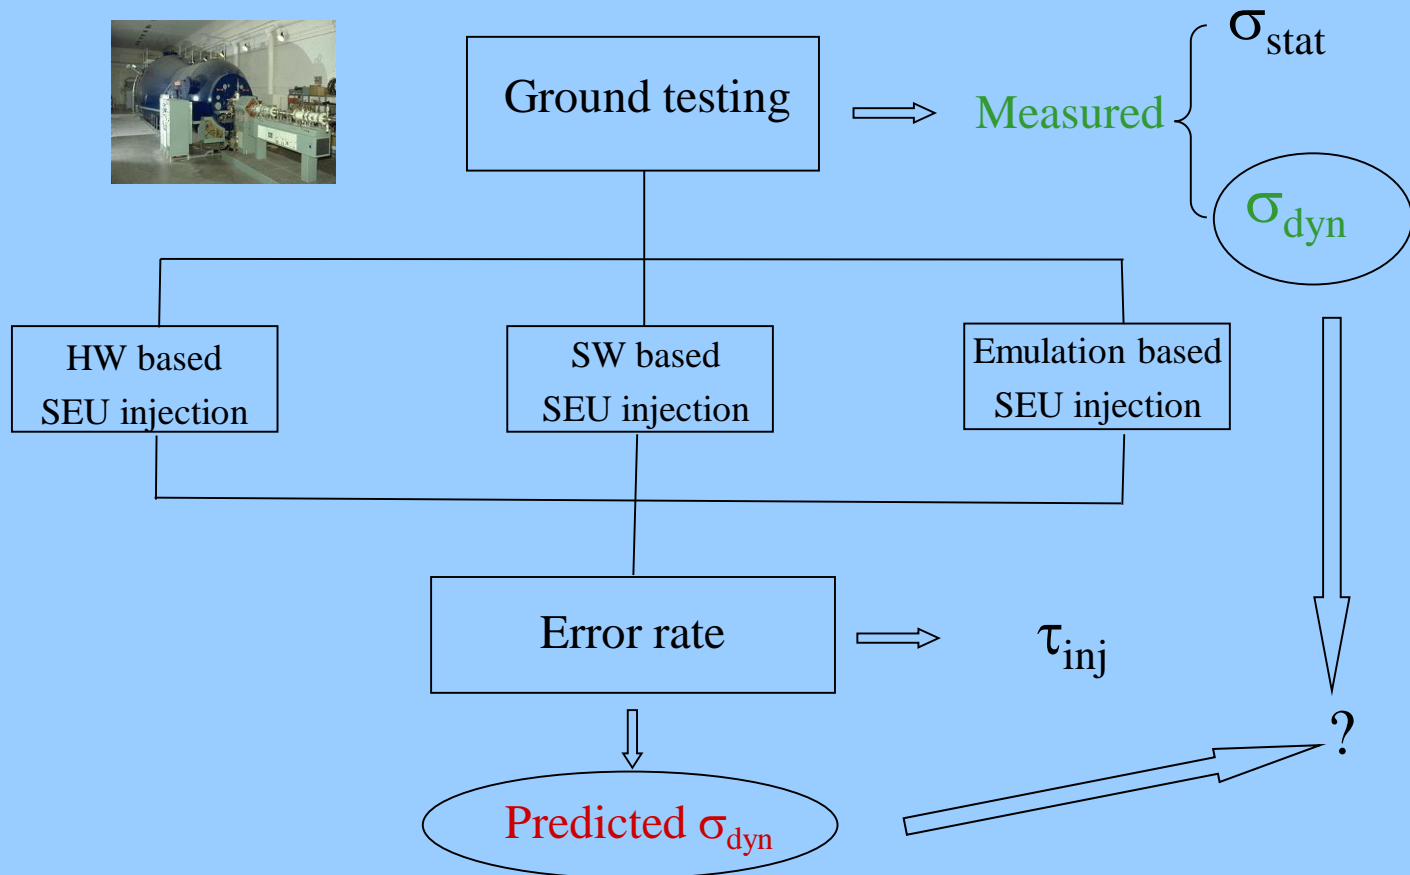 Ground testing
Measured
σstat
σdyn
HW based
SEU injection
SW based
SEU injection
Emulation based
SEU injection
Error rate
τinj
?
Predicted σdyn